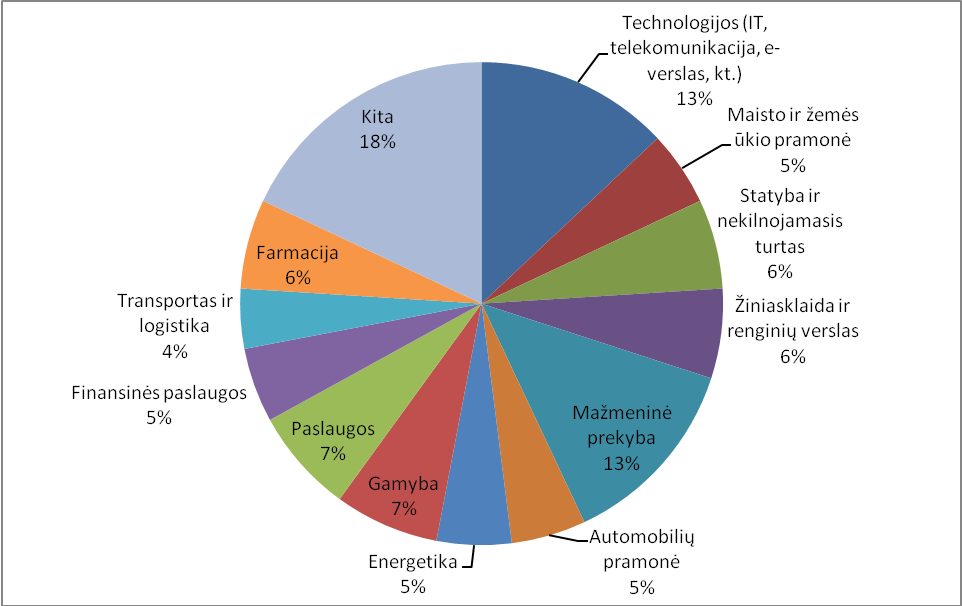 Technologijos (IT,
telekomunikacija, e-
verslas, kt.)
13%
Maisto ir žemės
ūkio pramonė
5%
Statyba ir
nekilnojamasis
turtas
6%
Žiniasklaida ir
renginių verslas
6%
Mažmeninė
prekyba
13%
Automobilių
pramonė
5%
Energetika
5%
Gamyba
7%
Paslaugos
7%
Finansinės paslaugos
5%
Transportas ir
logistika
4%
Farmacija
6%
Kita
18%